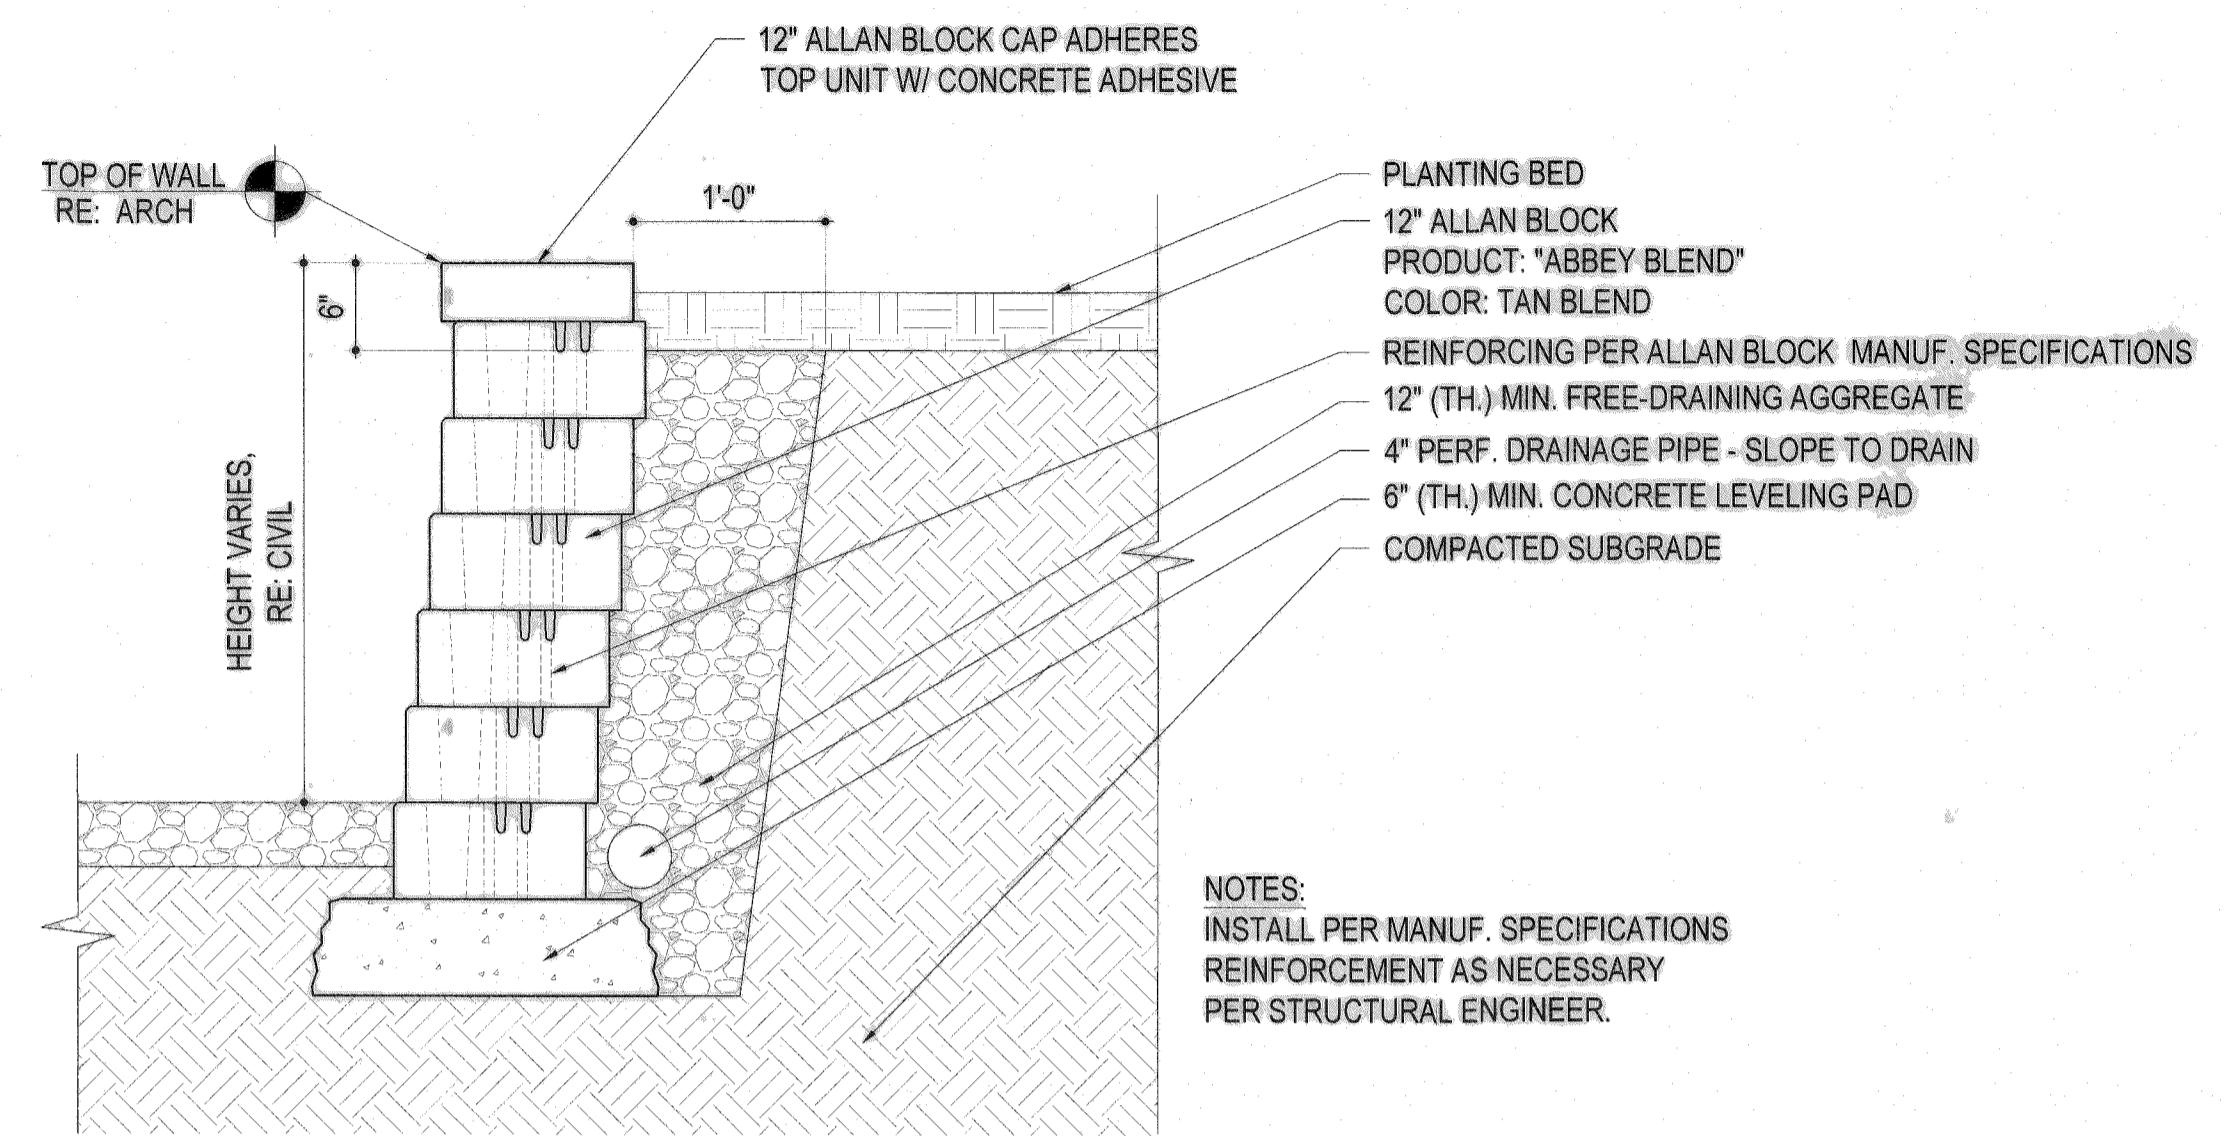 12" ALLAN BLOCK CAP ADHERES
TOP UNIT W/ CONCRETE ADHESIVE
TOP OF WALL
RE: ARCH
1'-0"
6"
HEIGHT VARIES,
RE: CIVIL
PLANTING BED
12" ALLAN BLOCK
PRODUCT: "ABBEY BLEND"
COLOR: TAN BLEND
REINFORCING PER ALLAN BLOCK MANUF. SPECIFICATIONS
12" (TH.) MIN. FREE-DRAINING AGGREGATE
4" PERF. DRAINAGE PIPE - SLOPE TO DRAIN
6" (TH.) MIN. CONCRETE LEVELING PAD
COMPACTED SUBGRADE
NOTES:
INSTALL PER MANUF. SPECIFICATIONS
REINFORCEMENT AS NECESSARY
PER STRUCTURAL ENGINEER.